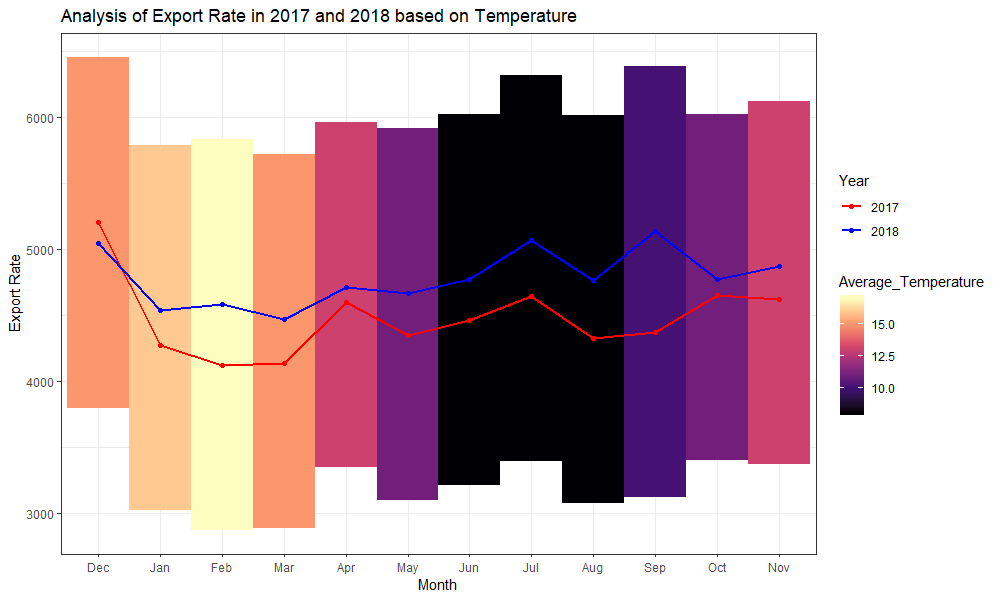 Analysis of Export Rate in 2017 and 2018 based on Temperature
Export Rate
6000
5000
4000
3000
Dec Jan Feb Mar Apr May Jun Jul Aug Sep Oct Nov
Month
Year
2017
2018
Average_Temperature
15.0
12.5
10.0